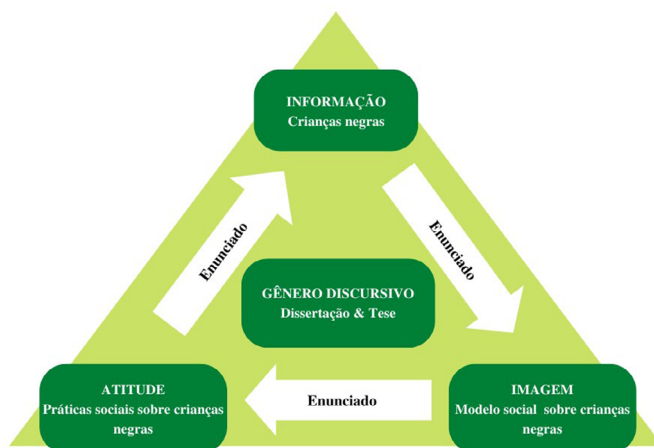 INFORMAÇÃO
Crianças negras
Enunciado
Enunciado
GÊNERO DISCURSIVO
Dissertação & Tese
ATITUDE
Práticas sociais sobre crianças
negras
Enunciado
IMAGEM
Modelo social sobre crianças
negras